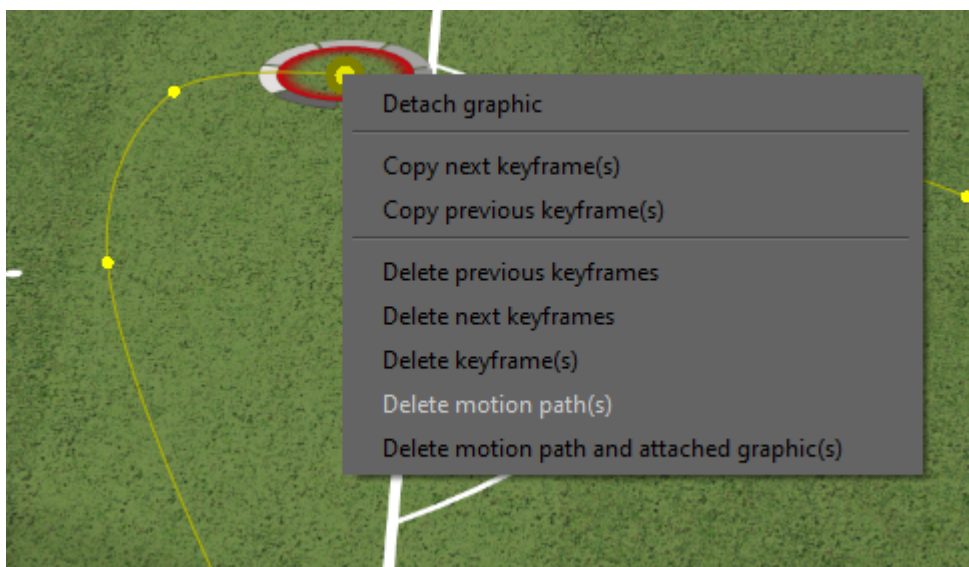 Detach graphic
Copy next keyframe(s)
Copy previous keyframe(s)
Delete previous keyframes
Delete next keyframes
Delete keyframe(s)
Delete motion path(s)
Delete motion path and attached graphic(s)